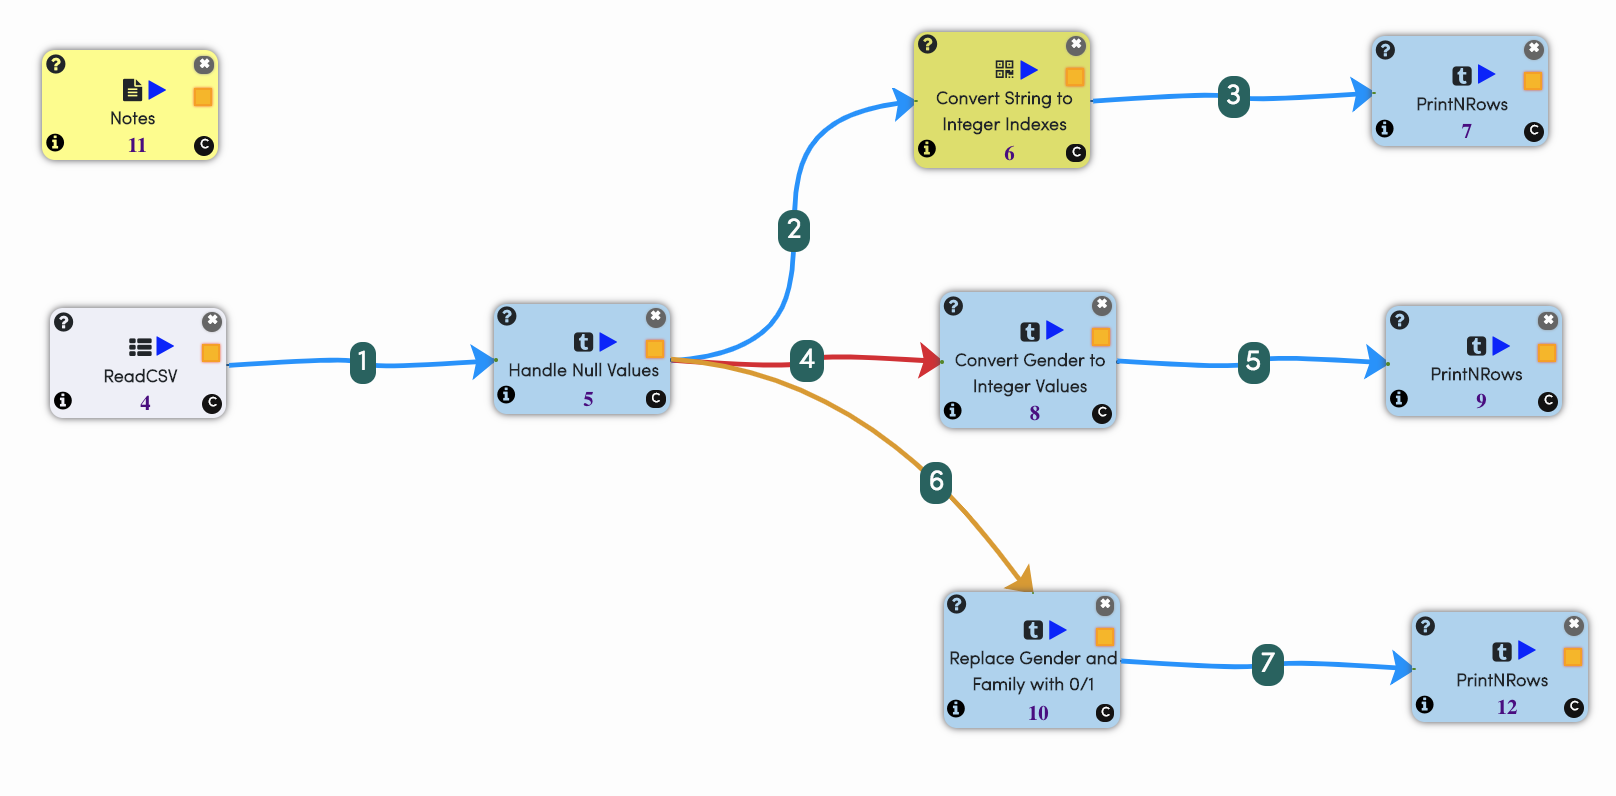 Notes
11
Convert String to
Integer Indexes
6
3
PrintNRows
7
2
ReadCSV
4
1
Handle Null Values
5
4
Convert Gender to
Integer Values
8
5
PrintNRows
9
6
Replace Gender and
Family with 0/1
10
7
PrintNRows
12